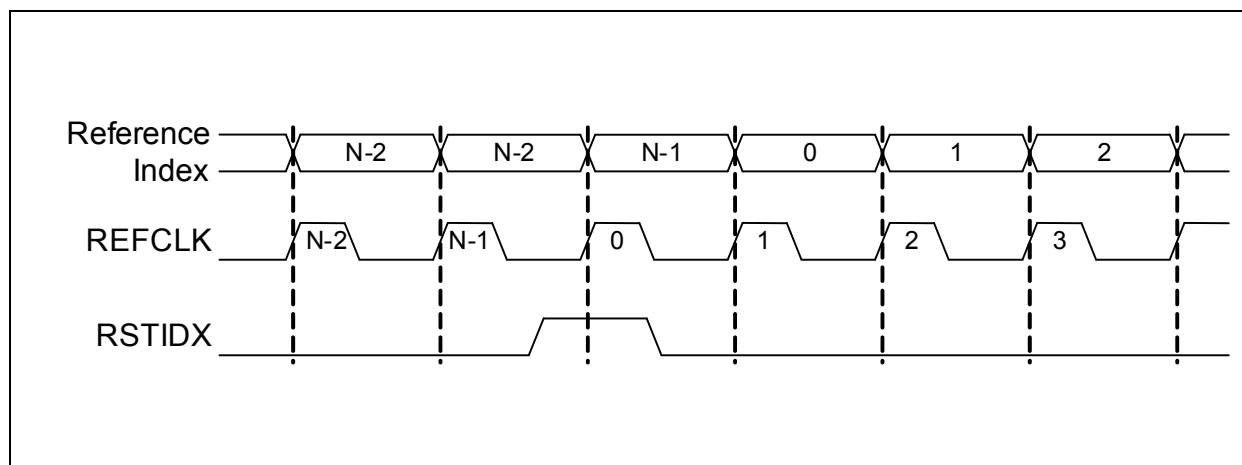 Reference
Index
N-2 N-2 N-1 0 1 2
REFCLK
N-2 N-1 0 1 2 3
RSTIDX